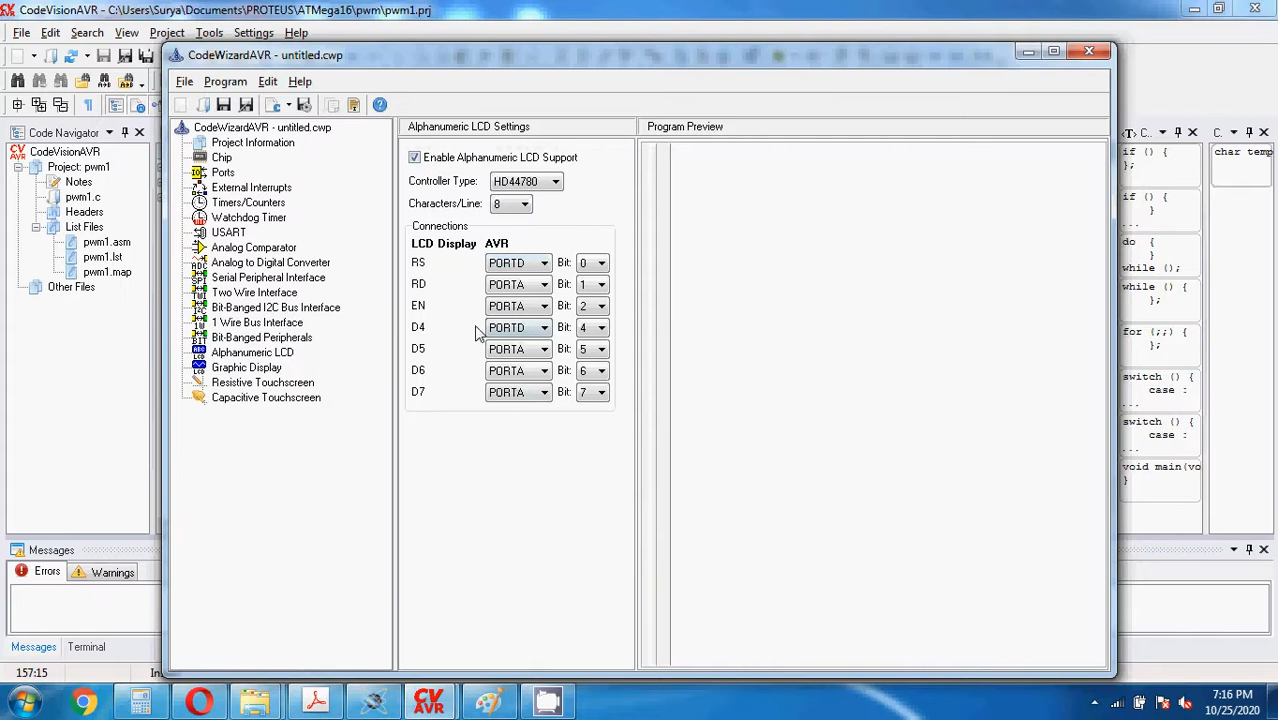 CodeVisionAVR - C:\Users\Surya\Documents\PROTEUS\ATMega16\pwm\pwm1.prj
File Edit Search View Project Tools Settings Help
CodeWizardAVR - untitled.cwp
File Program Edit Help
Code Navigator
CodeVisionAVR
Project: pwm1
Notes
pwm1.c
Headers
List Files
pwm1.asm
pwm1.lst
pwm1.map
Other Files
CodeWizardAVR - untitled.cwp
Project Information
Chip
Ports
External Interrupts
Timers/Counters
Watchdog Timer
USART
Analog Comparator
Analog to Digital Converter
Serial Peripheral Interface
Two Wire Interface
Bit-Banged I2C Bus Interface
1 Wire Bus Interface
Bit-Banged Peripherals
Alphanumeric LCD
Graphic Display
Resistive Touchscreen
Capacitive Touchscreen
Alphanumeric LCD Settings
Enable Alphanumeric LCD Support
Controller Type: HD44780
Characters/Line: 8
Connections
LCD Display AVR
RS PORTD Bit: 0
RD PORTA Bit: 1
EN PORTA Bit: 2
D4 PORTD Bit: 4
D5 PORTA Bit: 5
D6 PORTA Bit: 6
D7 PORTA Bit: 7
Program Preview
C...
C..
if () {
};
if () {
}
...
do {
while ();
while () {
};
for (;;) {
};
switch () {
case :
...
switch () {
case :
...
void main(vo
}
char temp
Messages
Errors Warnings
Messages Terminal
157:15
CV
AVR
7:16 PM
10/25/2020